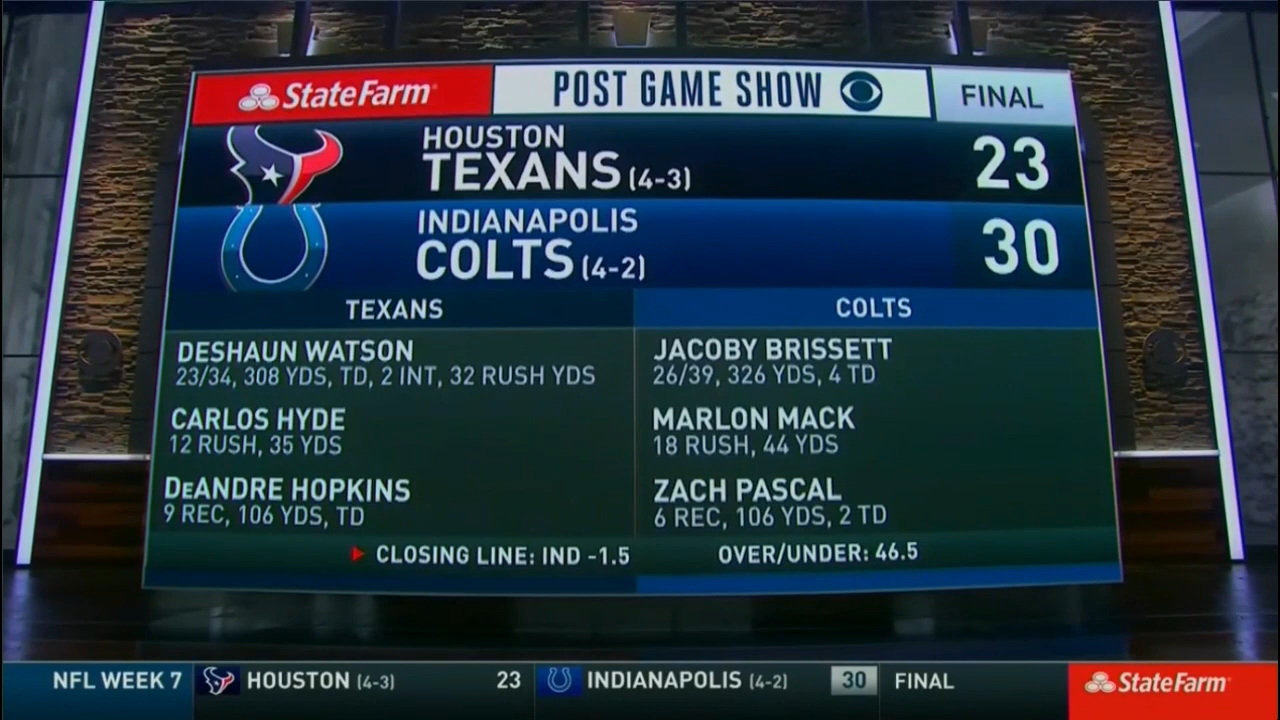 StateFarm
POST GAME SHOW
FINAL
HOUSTON
TEXANS (4-3)
23
INDIANAPOLIS
COLTS (4-2)
30
TEXANS
DESHAUN WATSON
23/34, 308 YDS, TD, 2 INT, 32 RUSH YDS
CARLOS HYDE
12 RUSH, 35 YDS
DeANDRE HOPKINS
9 REC, 106 YDS, TD
COLTS
JACOBY BRISSETT
26/39, 326 YDS, 4 TD
MARLON MACK
18 RUSH, 44 YDS
ZACH PASCAL
6 REC, 106 YDS, 2 TD
CLOSING LINE: IND -1.5
OVER/UNDER: 46.5
NFL WEEK 7
HOUSTON (4-3) 23
INDIANAPOLIS (4-2) 30
FINAL
StateFarm